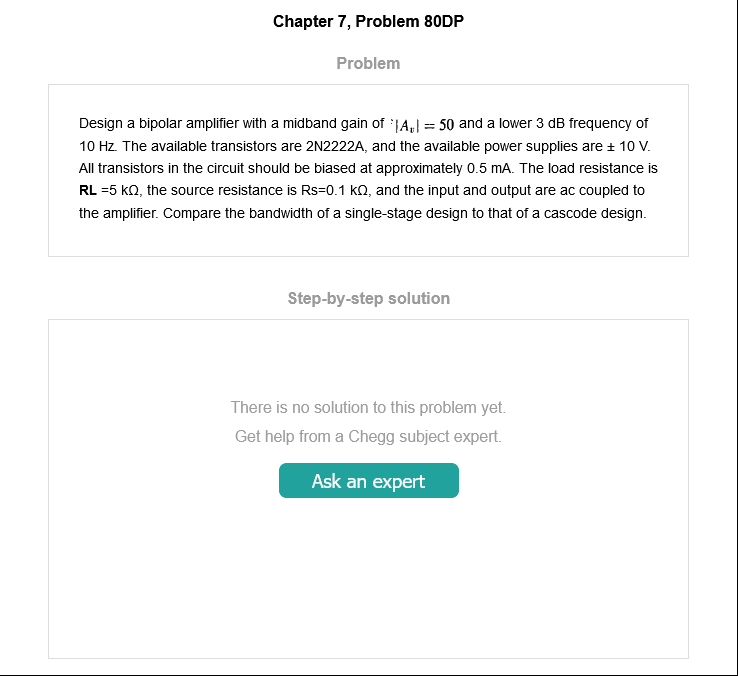 Chapter 7, Problem 80DP
Problem
Design a bipolar amplifier with a midband gain of |A_v| = 50 and a lower 3 dB frequency of
10 Hz. The available transistors are 2N2222A, and the available power supplies are ± 10 V.
All transistors in the circuit should be biased at approximately 0.5 mA. The load resistance is
RL =5 kΩ, the source resistance is Rs=0.1 kΩ, and the input and output are ac coupled to
the amplifier. Compare the bandwidth of a single-stage design to that of a cascode design.
Step-by-step solution
There is no solution to this problem yet.
Get help from a Chegg subject expert.
Ask an expert